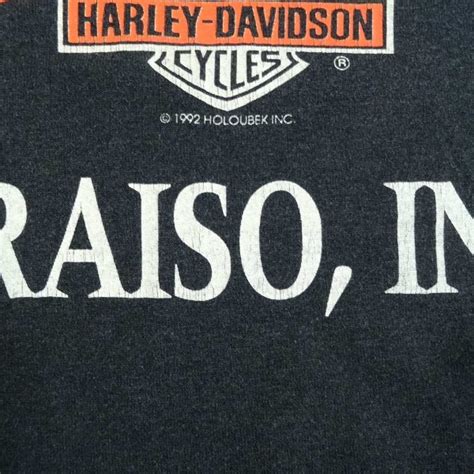 HARLEY-DAVIDSON
CYCLES ®
© 1992 HOLOUBEK INC.
RAISO, IN